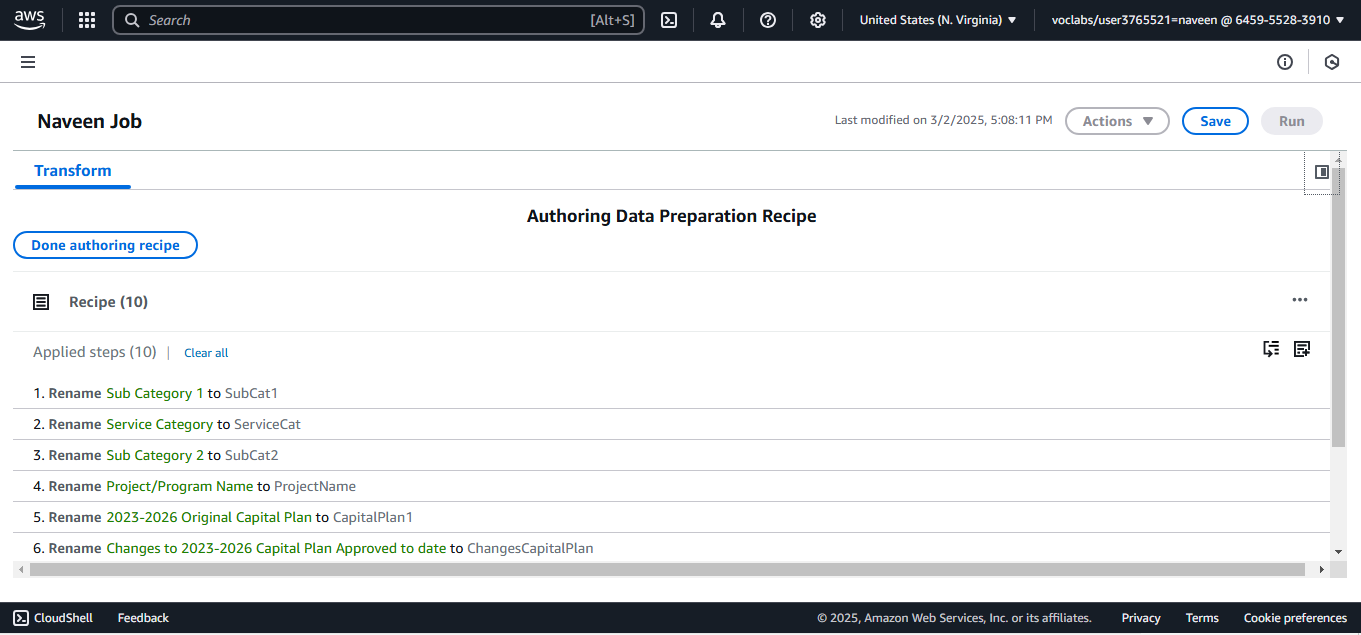 aws Search [Alt+S] United States (N. Virginia) ▼ voclabs/user3765521=naveen @ 6459-5528-3910 ▼
Naveen Job Last modified on 3/2/2025, 5:08:11 PM Actions ▼ Save Run
Transform
Authoring Data Preparation Recipe
Done authoring recipe
Recipe (10)
Applied steps (10) | Clear all
1. Rename Sub Category 1 to SubCat1
2. Rename Service Category to ServiceCat
3. Rename Sub Category 2 to SubCat2
4. Rename Project/Program Name to ProjectName
5. Rename 2023-2026 Original Capital Plan to CapitalPlan1
6. Rename Changes to 2023-2026 Capital Plan Approved to date to ChangesCapitalPlan
CloudShell Feedback © 2025, Amazon Web Services, Inc. or its affiliates. Privacy Terms Cookie preferences